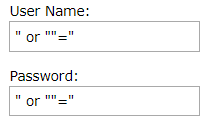 User Name:
" or ""="
Password:
" or ""="